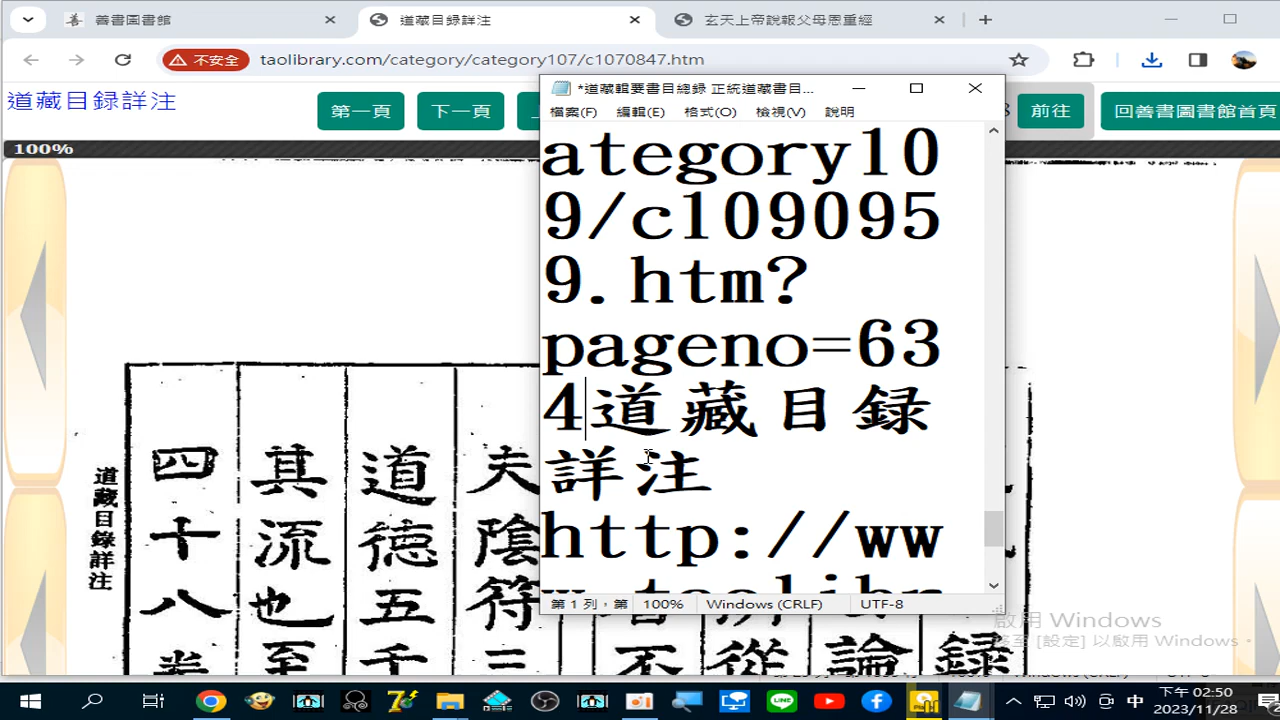 善書圖書館
道藏目録詳注
玄天上帝說報父母恩重經
不安全
taolibrary.com/category/category107/c1070847.htm
道藏目録詳注
第一頁
下一頁
前往
回善書圖書館首頁
100%
*道藏輯要書目總錄 正統道藏書目...
檔案(F) 編輯(E) 格式(O) 檢視(V) 說明
ategory10
9/c109095
9.htm?
pageno=63
4道藏目録
詳注
http://ww
w.taolibr
第 1 列，第
100%
Windows (CRLF)
UTF-8
夫陰符三
道德五千
其流也至
四十八
道藏目錄詳注
啟用 Windows
移至 [設定] 以啟用 Windows。
中
下午 02:50
2023/11/28